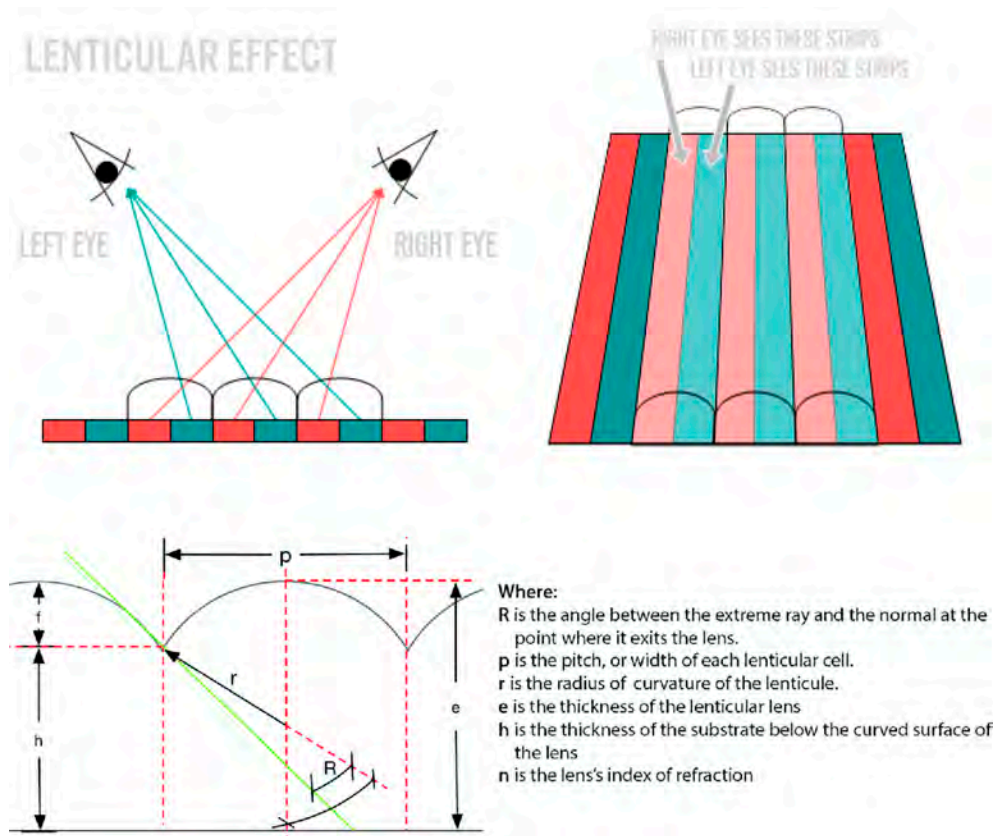 LENTICULAR EFFECT
RIGHT EYE SEES THESE STRIPS
LEFT EYE SEES THESE STRIPS
LEFT EYE
RIGHT EYE
p
f
r
e
h
R
Where:
R is the angle between the extreme ray and the normal at the
point where it exits the lens.
p is the pitch, or width of each lenticular cell.
r is the radius of curvature of the lenticule.
e is the thickness of the lenticular lens
h is the thickness of the substrate below the curved surface of
the lens
n is the lens's index of refraction